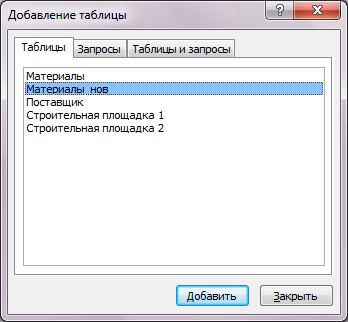 Добавление таблицы
?
Таблицы Запросы Таблицы и запросы
Материалы
Материалы_нов
Поставщик
Строительная площадка 1
Строительная площадка 2
Добавить Закрыть